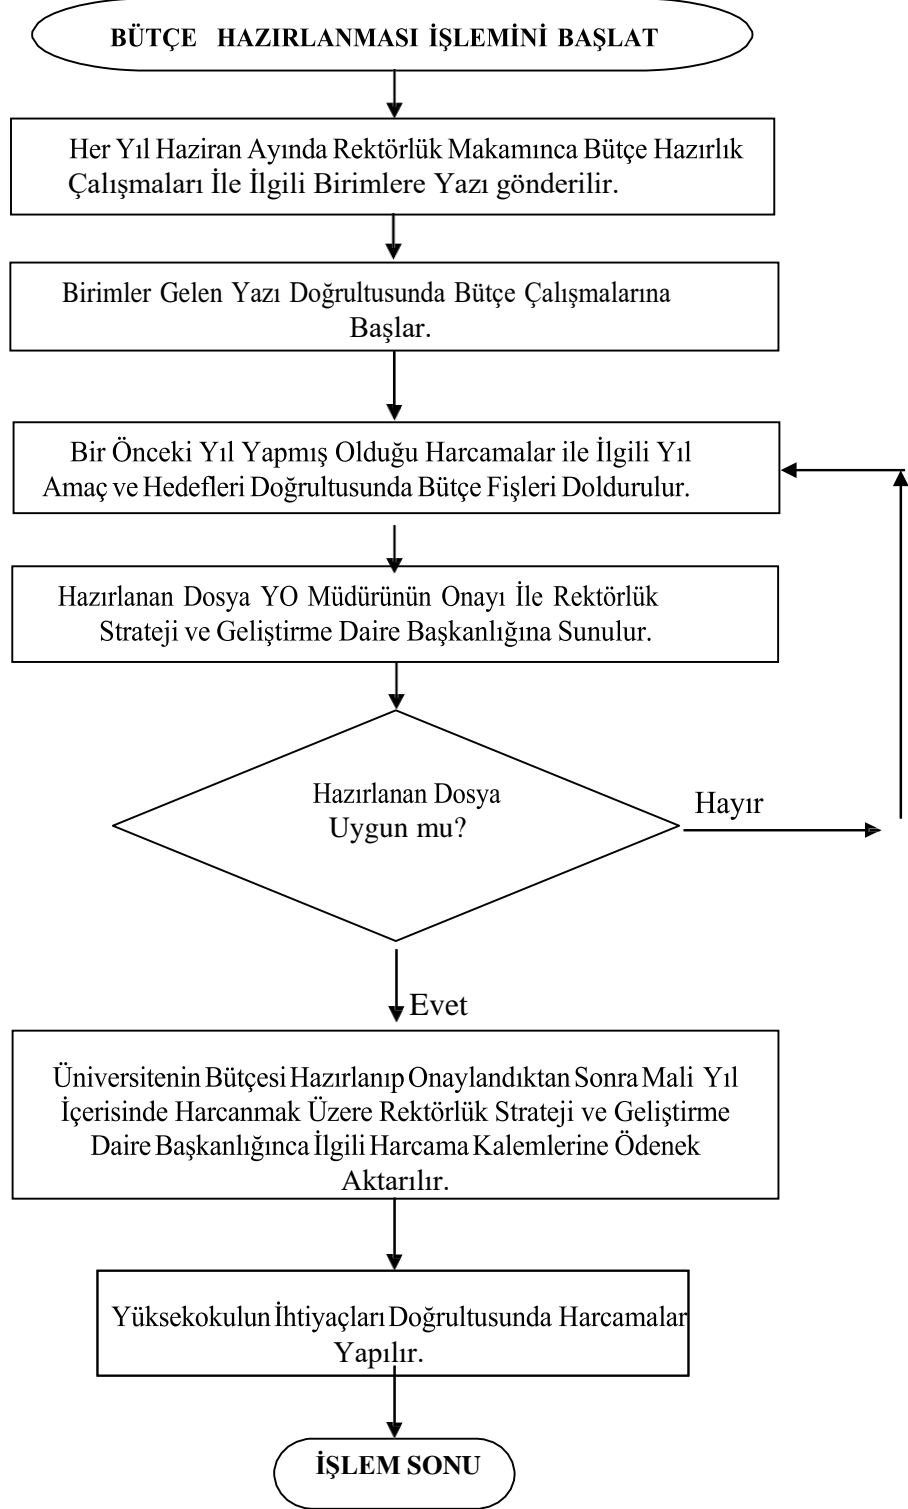 BÜTÇE HAZIRLANMASI İŞLEMİNİ BAŞLAT
Her Yıl Haziran Ayında Rektörlük Makamınca Bütçe Hazırlık
Çalışmaları İle İlgili Birimlere Yazı gönderilir.
Birimler Gelen Yazı Doğrultusunda Bütçe Çalışmalarına
Başlar.
Bir Önceki Yıl Yapmış Olduğu Harcamalar ile İlgili Yıl
Amaç ve Hedefleri Doğrultusunda Bütçe Fişleri Doldurulur.
Hazırlanan Dosya YO Müdürünün Onayı İle Rektörlük
Strateji ve Geliştirme Daire Başkanlığına Sunulur.
Hazırlanan Dosya
Uygun mu?
Hayır
Evet
Üniversitenin Bütçesi Hazırlanıp Onaylandıktan Sonra Mali Yıl
İçerisinde Harcanmak Üzere Rektörlük Strateji ve Geliştirme
Daire Başkanlığınca İlgili Harcama Kalemlerine Ödenek
Aktarılır.
Yüksekokulun İhtiyaçları Doğrultusunda Harcamalar
Yapılır.
İŞLEM SONU